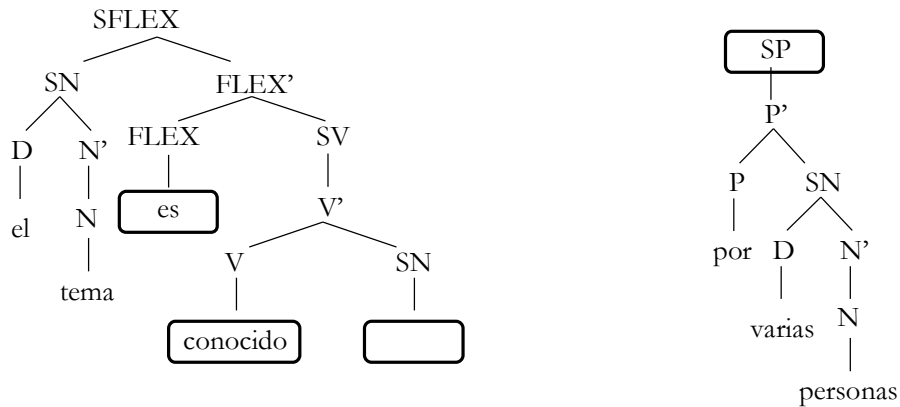 SFLEX
SP
SN FLEX’
P’
D N’ FLEX SV
P SN
el N es V’
por D N’
tema V SN
varias N
conocido
personas